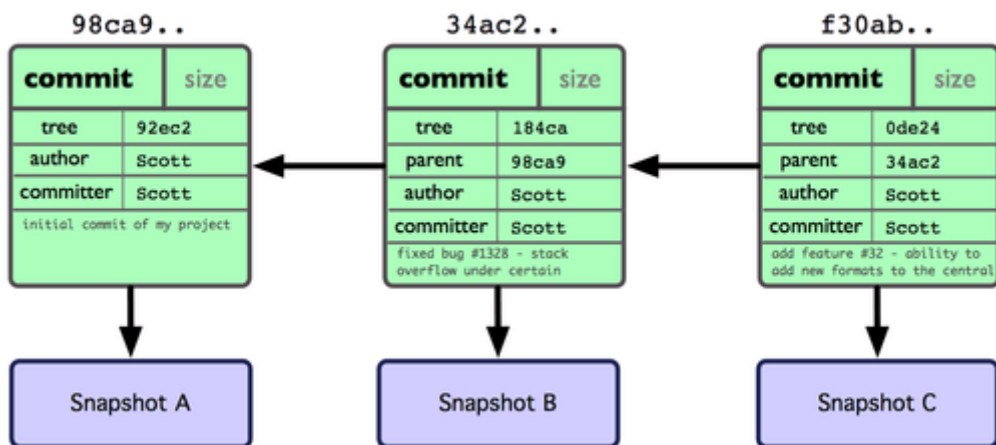 98ca9..
commit size
tree 92ec2
author Scott
committer Scott
initial commit of my project
34ac2..
commit size
tree 184ca
parent 98ca9
author Scott
committer Scott
fixed bug #1328 - stack
overflow under certain
f30ab..
commit size
tree 0de24
parent 34ac2
author Scott
committer Scott
add feature #32 - ability to
add new formats to the central
Snapshot A
Snapshot B
Snapshot C